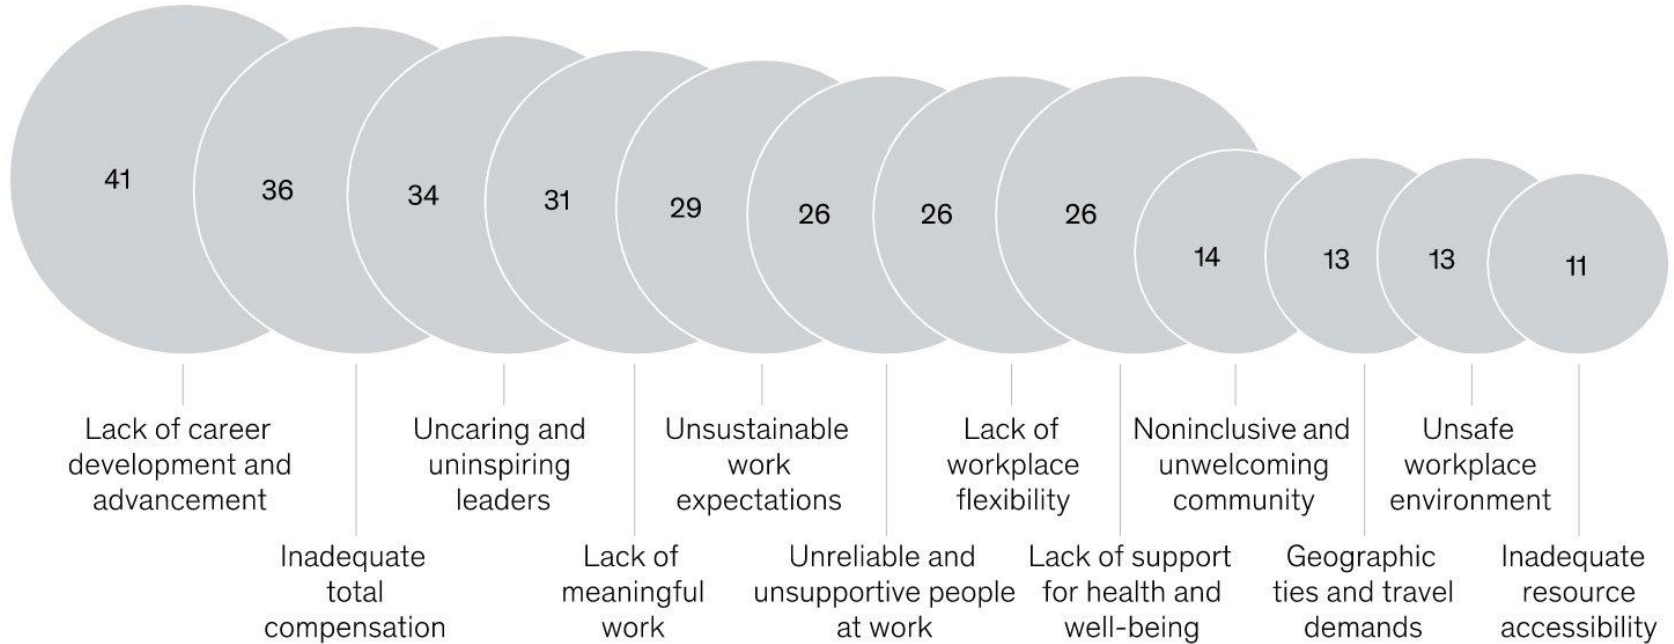 41
36
34
31
29
26
26
26
14
13
13
11
Lack of career
development and
advancement
Inadequate
total
compensation
Uncaring and
uninspiring
leaders
Lack of
meaningful
work
Unsustainable
work
expectations
Unreliable and
unsupportive people
at work
Lack of
workplace
flexibility
Lack of support
for health and
well-being
Noninclusive and
unwelcoming
community
Geographic
ties and travel
demands
Unsafe
workplace
environment
Inadequate
resource
accessibility